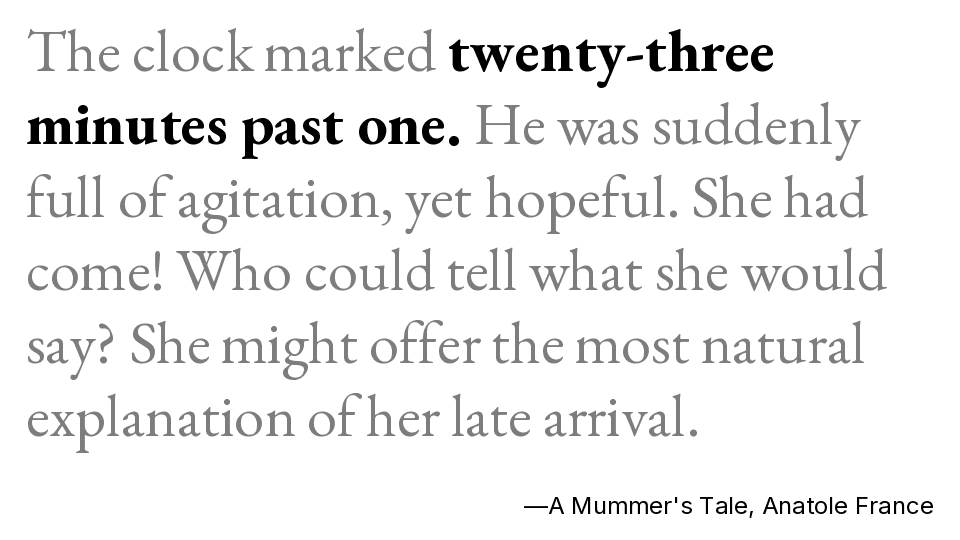 The clock marked twenty-three
minutes past one. He was suddenly
full of agitation, yet hopeful. She had
come! Who could tell what she would
say? She might offer the most natural
explanation of her late arrival.
—A Mummer's Tale, Anatole France